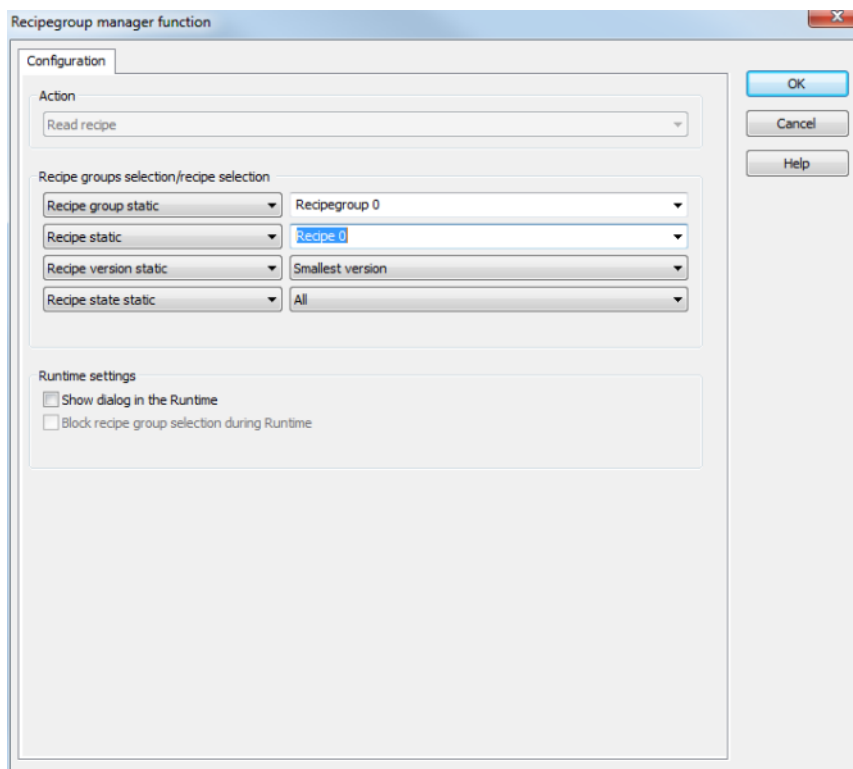 Recipegroup manager function
Configuration
Action
Read recipe
Recipe groups selection/recipe selection
Recipe group static Recipegroup 0
Recipe static Recipe 0
Recipe version static Smallest version
Recipe state static All
Runtime settings
Show dialog in the Runtime
Block recipe group selection during Runtime
OK
Cancel
Help